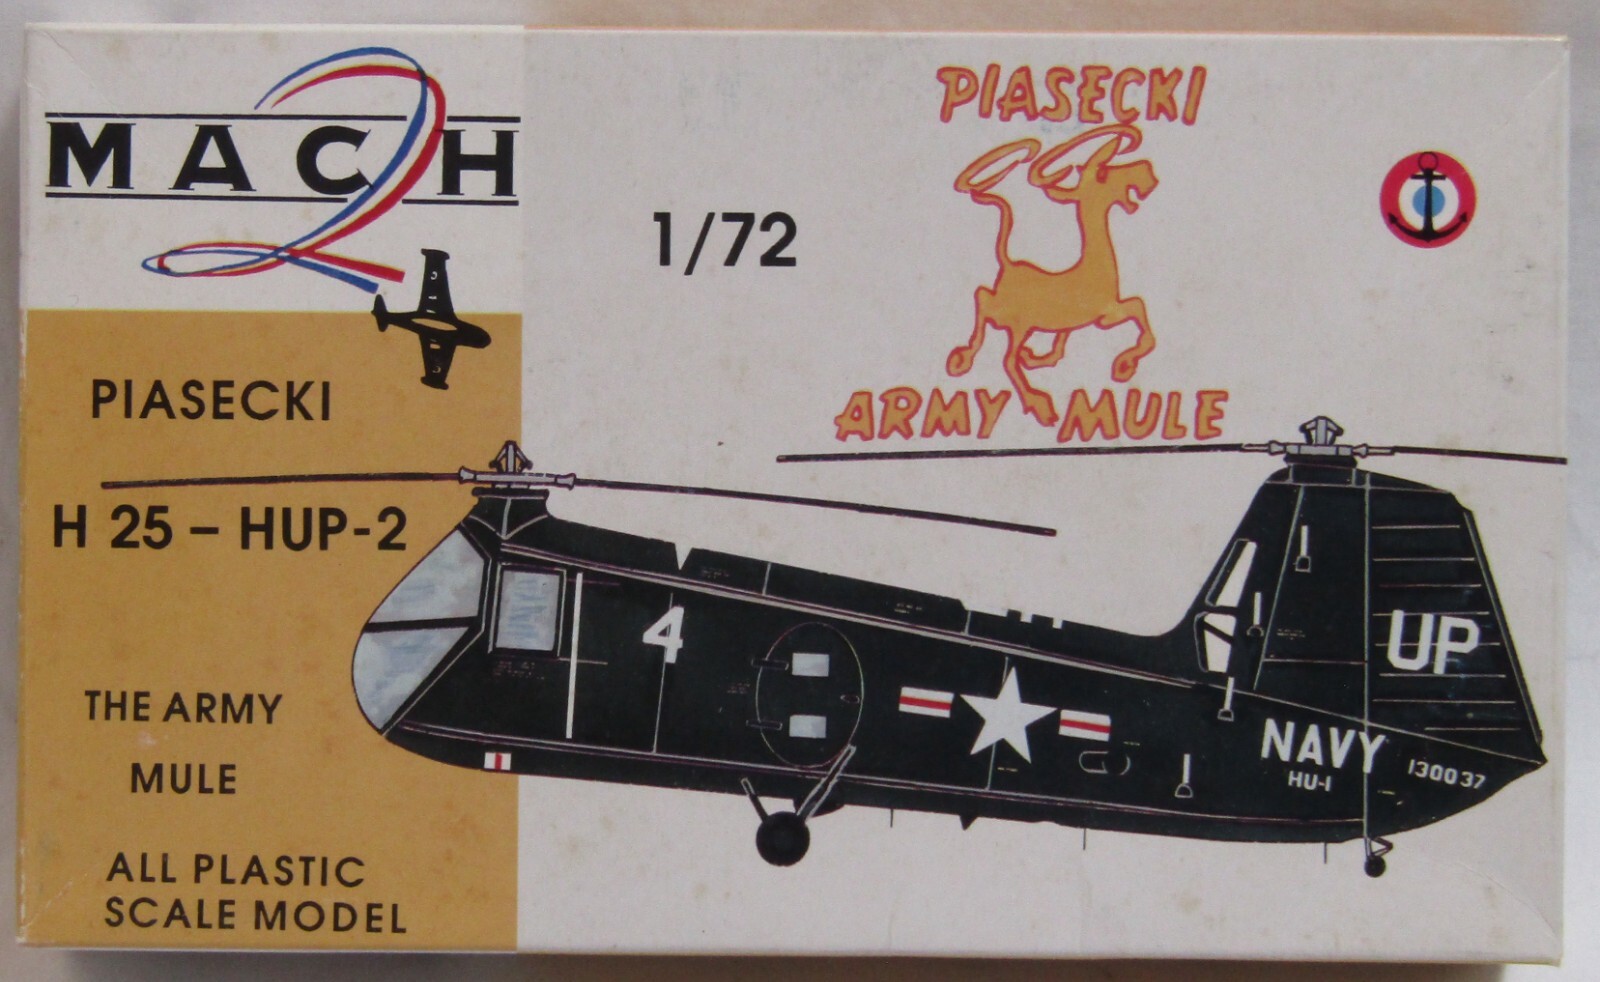 MACH 2
1/72
PIASECKI
ARMY MULE
PIASECKI
H 25 - HUP-2
THE ARMY
MULE
ALL PLASTIC
SCALE MODEL
4
UP
NAVY
HU-1
130037